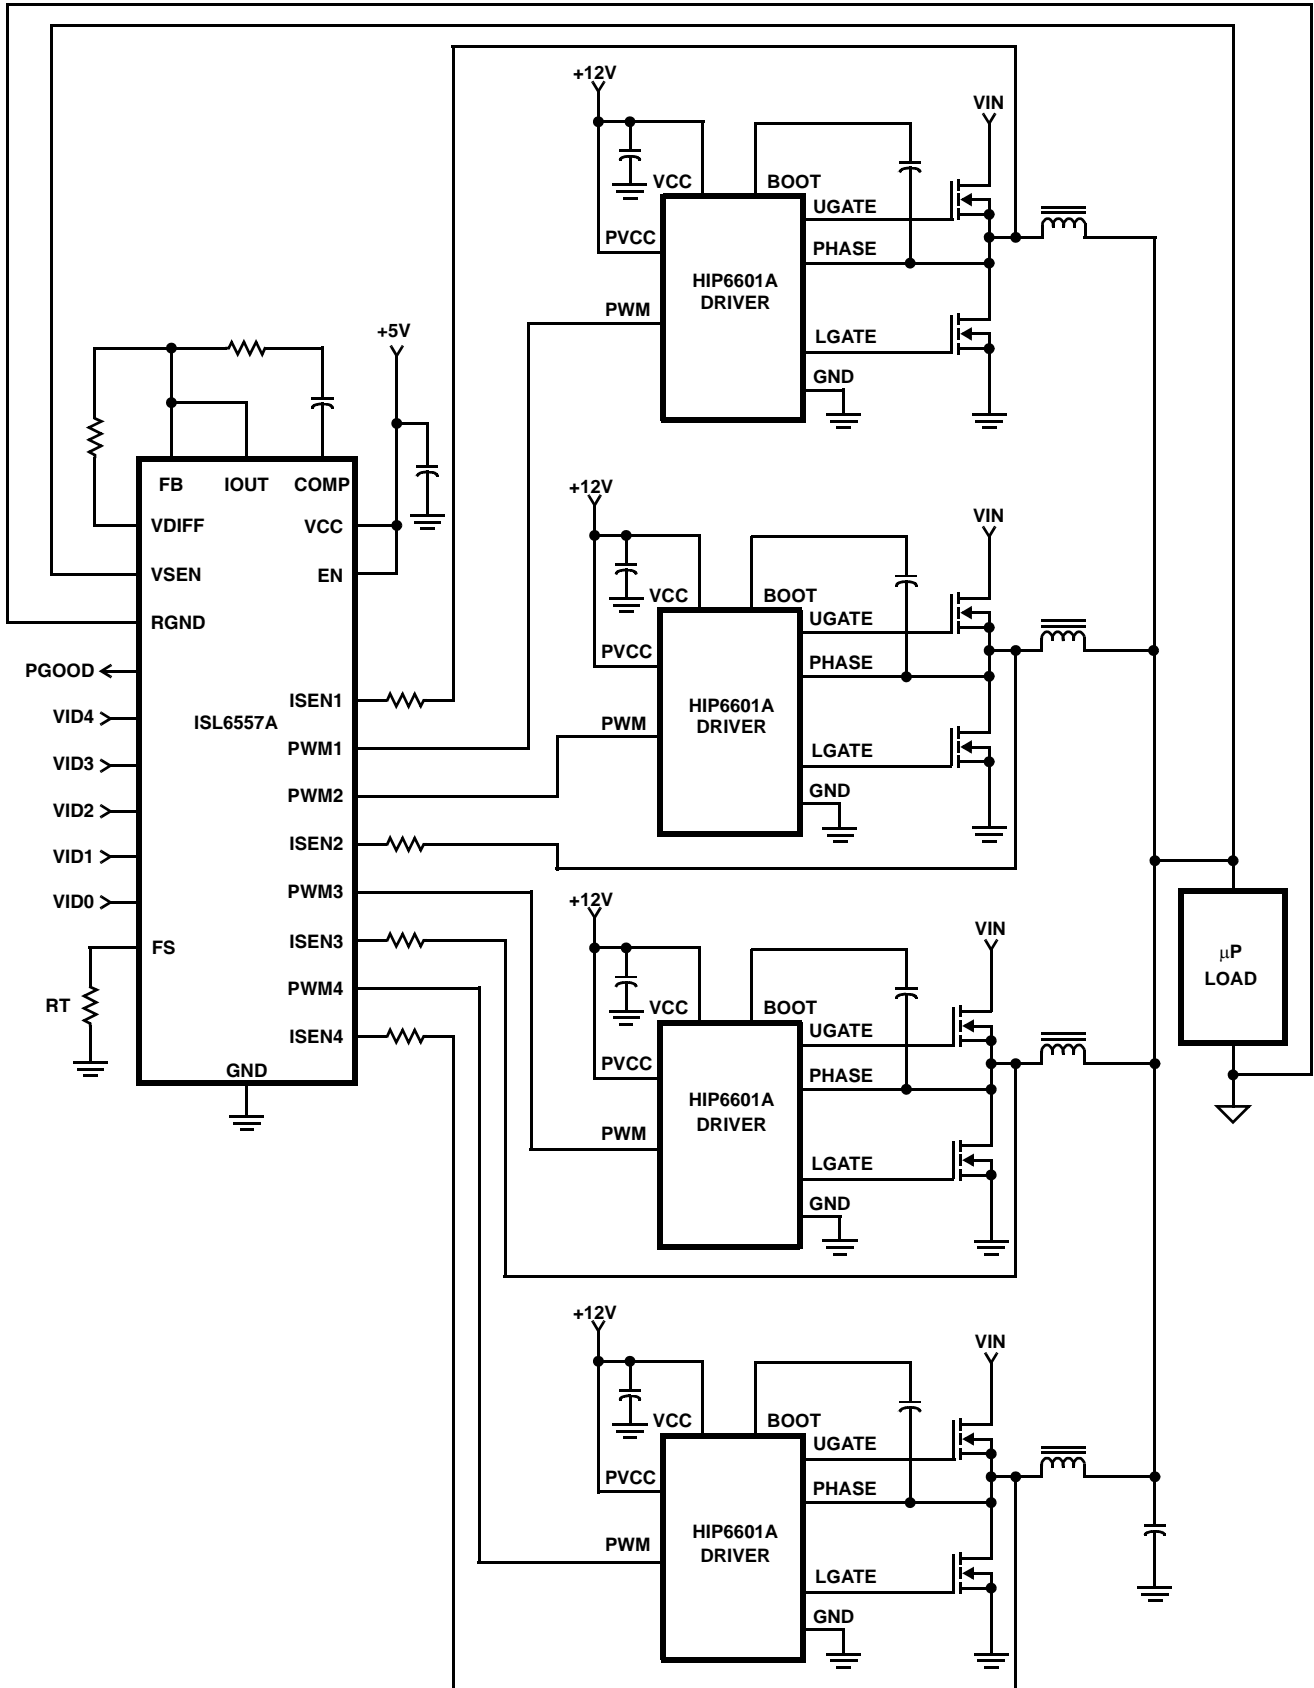 +12V
VIN
VCC
BOOT
UGATE
PVCC
PHASE
HIP6601A
DRIVER
PWM
LGATE
GND
+5V
FB
IOUT
COMP
VDIFF
VCC
VSEN
EN
RGND
PGOOD
ISEN1
VID4
ISL6557A
PWM1
VID3
PWM2
VID2
ISEN2
VID1
PWM3
VID0
ISEN3
FS
PWM4
RT
ISEN4
GND
+12V
VIN
VCC
BOOT
UGATE
PVCC
PHASE
HIP6601A
DRIVER
PWM
LGATE
GND
+12V
VIN
VCC
BOOT
UGATE
PVCC
PHASE
HIP6601A
DRIVER
PWM
LGATE
GND
µP
LOAD
+12V
VIN
VCC
BOOT
UGATE
PVCC
PHASE
HIP6601A
DRIVER
PWM
LGATE
GND